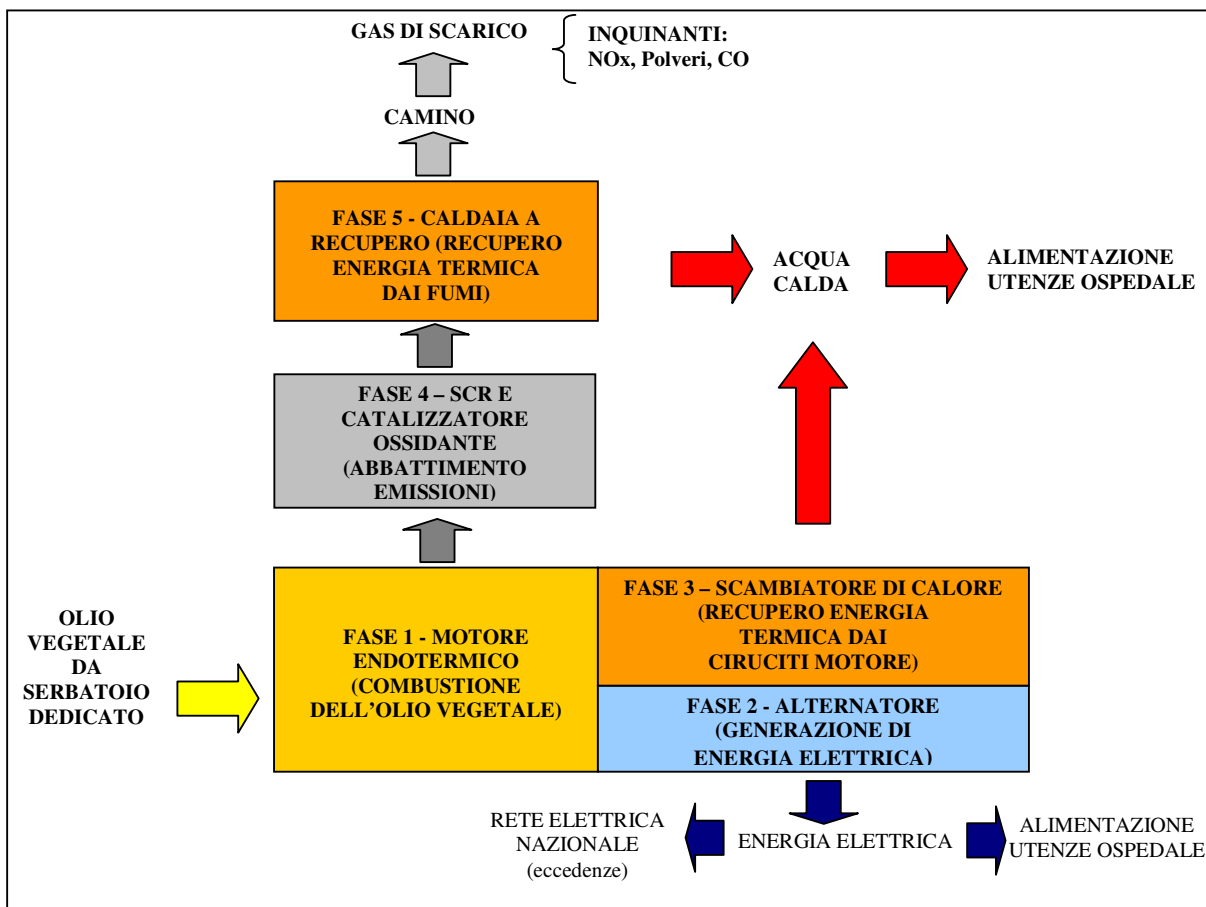 GAS DI SCARICO
INQUINANTI:
NOx, Polveri, CO
CAMINO
FASE 5 - CALDAIA A
RECUPERO (RECUPERO
ENERGIA TERMICA
DAI FUMI)
ACQUA
CALDA
ALIMENTAZIONE
UTENZE OSPEDALE
FASE 4 – SCR E
CATALIZZATORE
OSSIDANTE
(ABBATTIMENTO
EMISSIONI)
OLIO
VEGETALE
DA
SERBATOIO
DEDICATO
FASE 1 - MOTORE
ENDOTERMICO
(COMBUSTIONE
DELL'OLIO VEGETALE)
FASE 3 – SCAMBIATORE DI CALORE
(RECUPERO ENERGIA
TERMICA DAI
CIRUCITI MOTORE)
FASE 2 - ALTERNATORE
(GENERAZIONE DI
ENERGIA ELETTRICA)
RETE ELETTRICA
NAZIONALE
(eccedenze)
ENERGIA ELETTRICA
ALIMENTAZIONE
UTENZE OSPEDALE